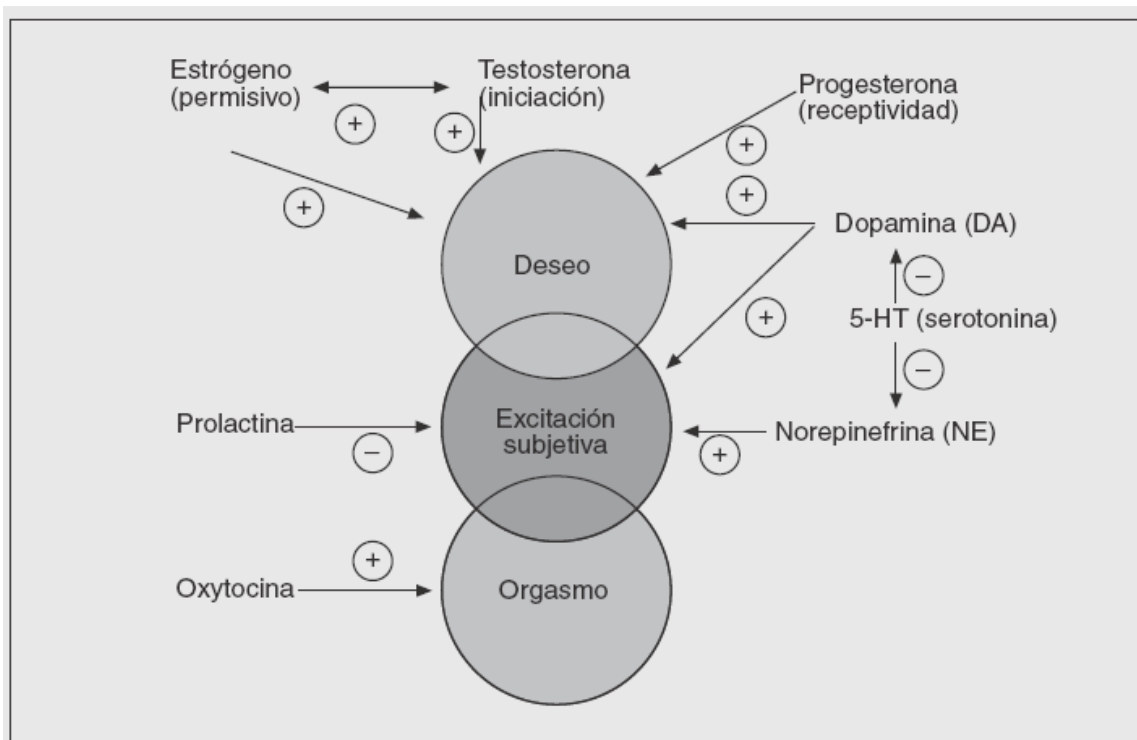 Estrógeno
(permisivo)
Testosterona
(iniciación)
Progesterona
(receptividad)
+
+
+
+
+
Deseo
Dopamina (DA)
−
+
5-HT (serotonina)
−
Prolactina
−
Excitación
subjetiva
Norepinefrina (NE)
+
+
Oxytocina
Orgasmo